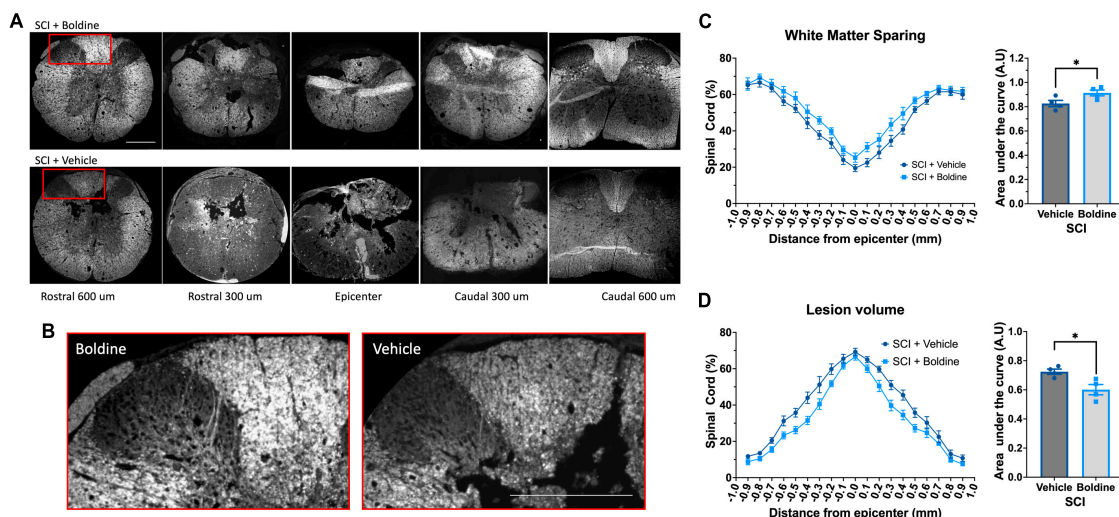 A
SCI + Boldine
SCI + Vehicle
Rostral 600 um
Rostral 300 um
Epicenter
Caudal 300 um
Caudal 600 um
B
Boldine
Vehicle
C
White Matter Sparing
Spinal Cord (%)
100
80
60
40
20
0
SCI + Vehicle
SCI + Boldine
-1.0
-0.9
-0.8
-0.7
-0.6
-0.5
-0.4
-0.3
-0.2
-0.1
0.0
0.1
0.2
0.3
0.4
0.5
0.6
0.7
0.8
0.9
1.0
Distance from epicenter (mm)
Area under the curve (A.U)
1.2
1.0
0.8
0.6
0.4
0.2
0.0
*
Vehicle
Boldine
SCI
D
Lesion volume
Spinal Cord (%)
100
80
60
40
20
0
SCI + Vehicle
SCI + Boldine
-1.0
-0.9
-0.8
-0.7
-0.6
-0.5
-0.4
-0.3
-0.2
-0.1
0.0
0.1
0.2
0.3
0.4
0.5
0.6
0.7
0.8
0.9
1.0
Distance from epicenter (mm)
Area under the curve (A.U)
1.0
0.8
0.6
0.4
0.2
0.0
*
Vehicle
Boldine
SCI